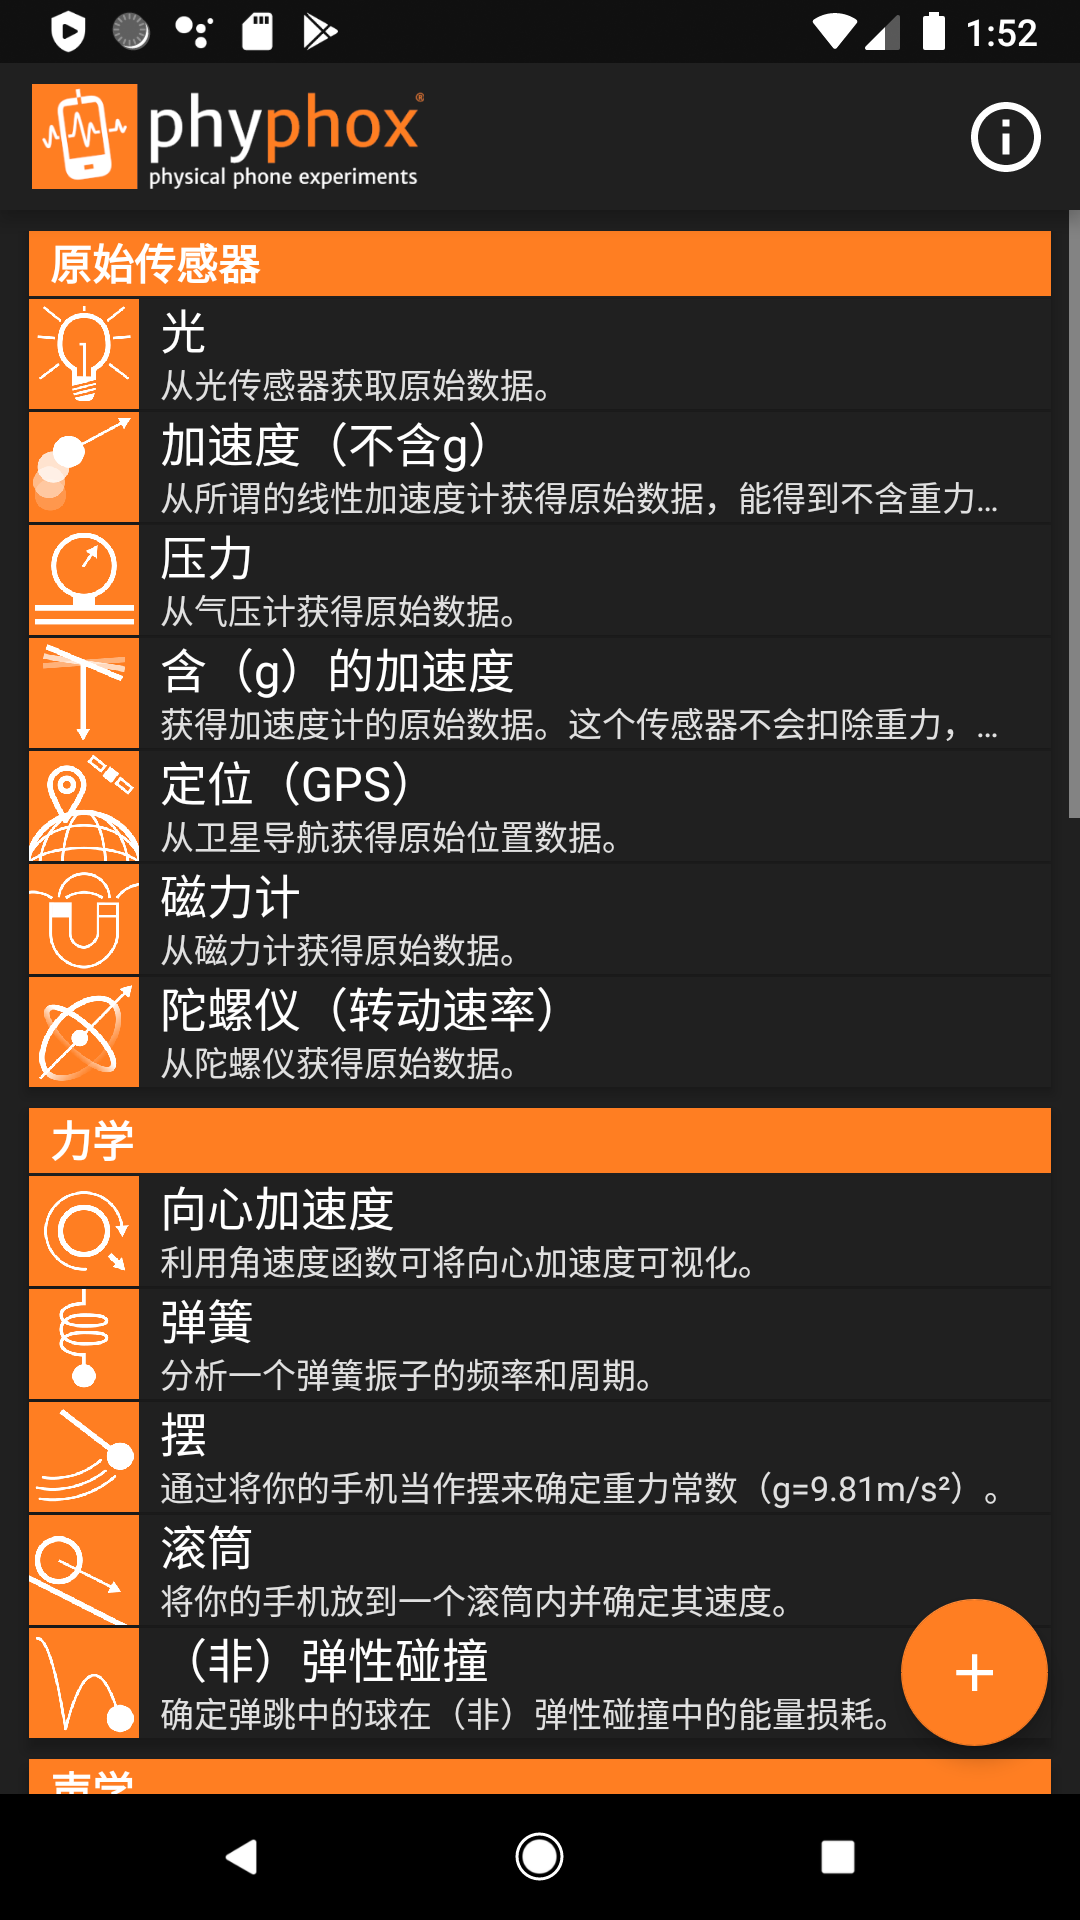 1:52
phyphox®
physical phone experiments
原始传感器
光
从光传感器获取原始数据。
加速度（不含g）
从所谓的线性加速度计获得原始数据，能得到不含重力...
压力
从气压计获得原始数据。
含（g）的加速度
获得加速度计的原始数据。这个传感器不会扣除重力，...
定位（GPS）
从卫星导航获得原始位置数据。
磁力计
从磁力计获得原始数据。
陀螺仪（转动速率）
从陀螺仪获得原始数据。
力学
向心加速度
利用角速度函数可将向心加速度可视化。
弹簧
分析一个弹簧振子的频率和周期。
摆
通过将你的手机当作摆来确定重力常数（g=9.81m/s²）。
滚筒
将你的手机放到一个滚筒内并确定其速度。
（非）弹性碰撞
确定弹跳中的球在（非）弹性碰撞中的能量损耗。
声学